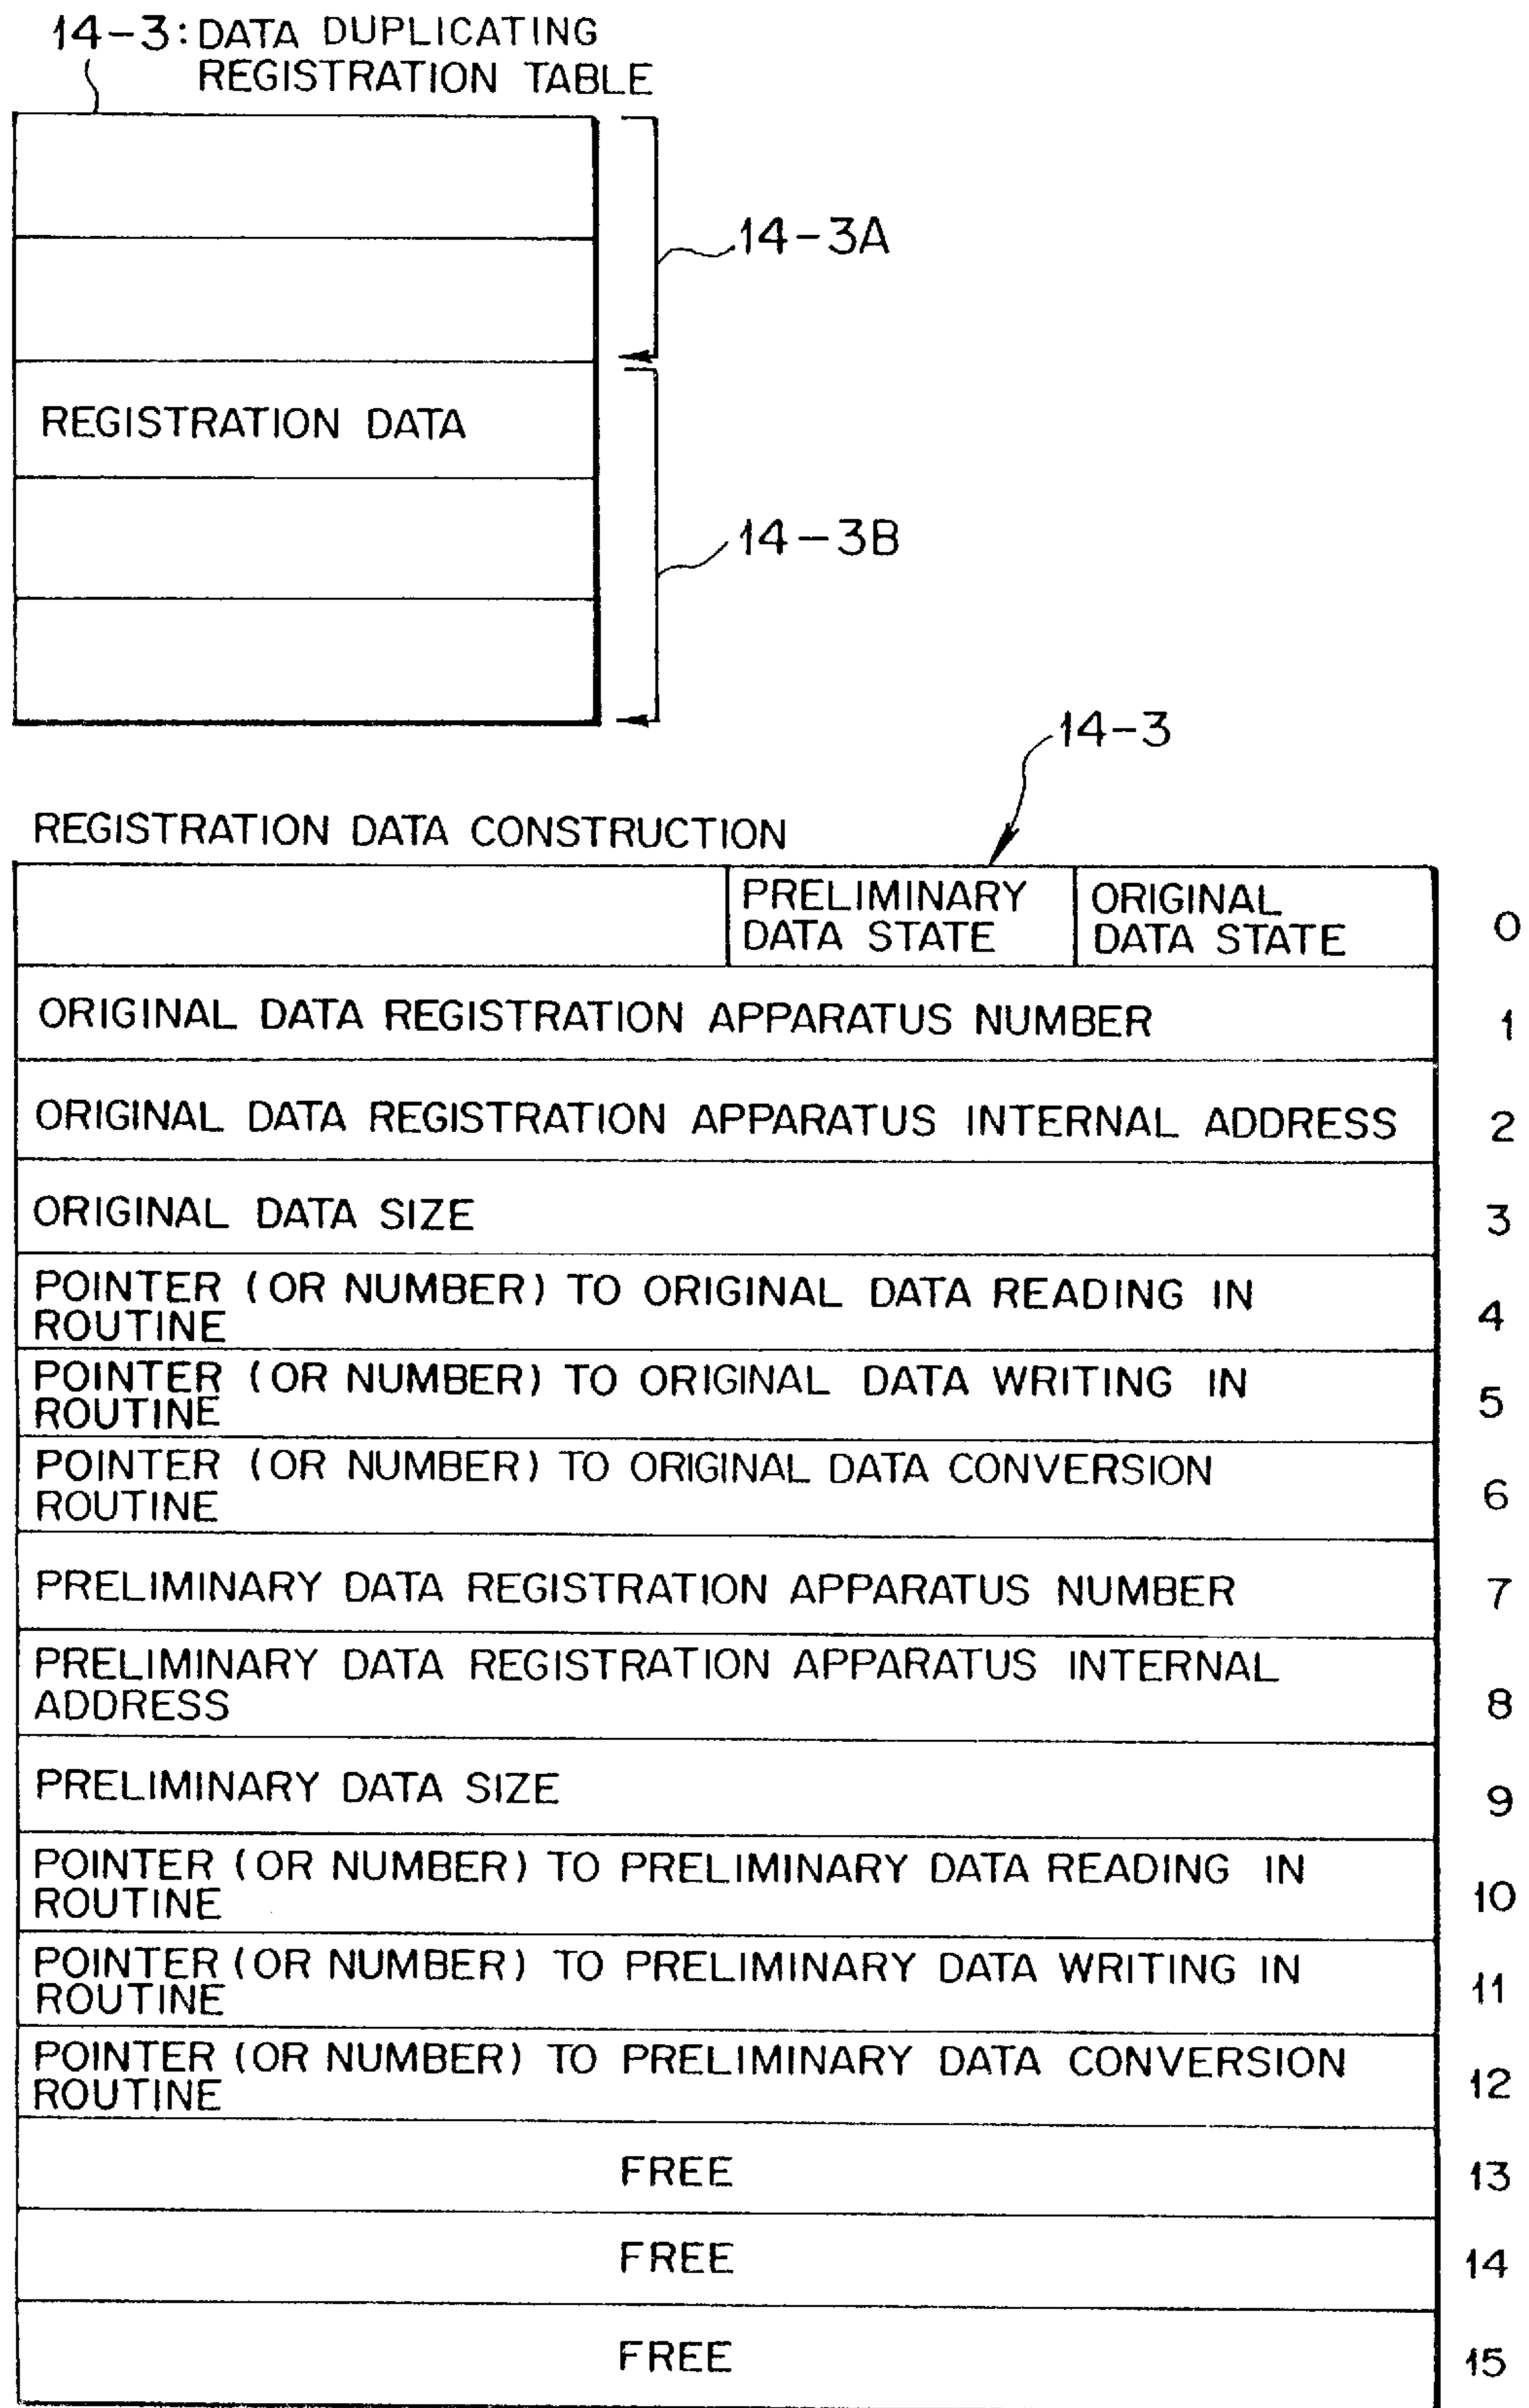 14-3: DATA DUPLICATING
REGISTRATION TABLE
14-3A
REGISTRATION DATA
14-3B
14-3
REGISTRATION DATA CONSTRUCTION
PRELIMINARY
DATA STATE
ORIGINAL
DATA STATE
0
ORIGINAL DATA REGISTRATION APPARATUS NUMBER
1
ORIGINAL DATA REGISTRATION APPARATUS INTERNAL ADDRESS
2
ORIGINAL DATA SIZE
3
POINTER (OR NUMBER) TO ORIGINAL DATA READING IN
ROUTINE
4
POINTER (OR NUMBER) TO ORIGINAL DATA WRITING IN
ROUTINE
5
POINTER (OR NUMBER) TO ORIGINAL DATA CONVERSION
ROUTINE
6
PRELIMINARY DATA REGISTRATION APPARATUS NUMBER
7
PRELIMINARY DATA REGISTRATION APPARATUS INTERNAL
ADDRESS
8
PRELIMINARY DATA SIZE
9
POINTER (OR NUMBER) TO PRELIMINARY DATA READING IN
ROUTINE
10
POINTER (OR NUMBER) TO PRELIMINARY DATA WRITING IN
ROUTINE
11
POINTER (OR NUMBER) TO PRELIMINARY DATA CONVERSION
ROUTINE
12
FREE
13
FREE
14
FREE
15